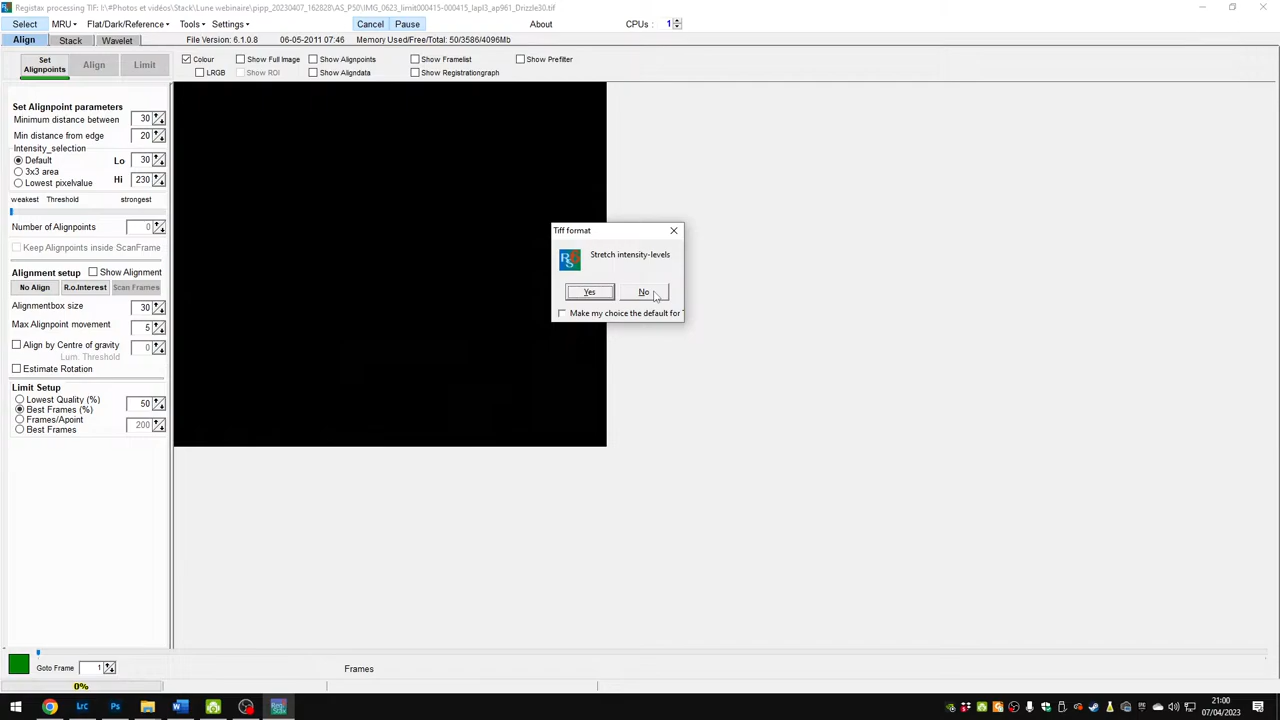 Registax processing TIF: I:\#Photos et vidéos\Stack\Lune webinaire\pipp_20230407_162828\AS_P50\IMG_0623_limit000415-000415_lapl3_ap961_Drizzle30.tif
Select MRU Flat/Dark/Reference Tools Settings Cancel Pause About CPUs: 1
Align Stack Wavelet File Version: 6.1.0.8 06-05-2011 07:46 Memory Used/Free/Total: 50/3586/4096Mb
Set Alignpoints Align Limit
Colour Show Full Image Show Alignpoints Show Framelist Show Prefilter
LRGB Show ROI Show Aligndata Show Registrationgraph
Set Alignpoint parameters
Minimum distance between 30
Min distance from edge 20
Intensity_selection
Default Lo 30
3x3 area
Lowest pixelvalue Hi 230
weakest Threshold strongest
Number of Alignpoints 0
Keep Alignpoints inside ScanFrame
Alignment setup Show Alignment
No Align R.o.Interest Scan Frames
Alignmentbox size 30
Max Alignpoint movement 5
Align by Centre of gravity 0
Lum. Threshold
Estimate Rotation
Limit Setup
Lowest Quality (%)
Best Frames (%) 50
Frames/Apoint
Best Frames 200
Tiff format
Stretch intensity-levels
Yes No
Make my choice the default for
Goto Frame 1 Frames
0%
21:00
07/04/2023